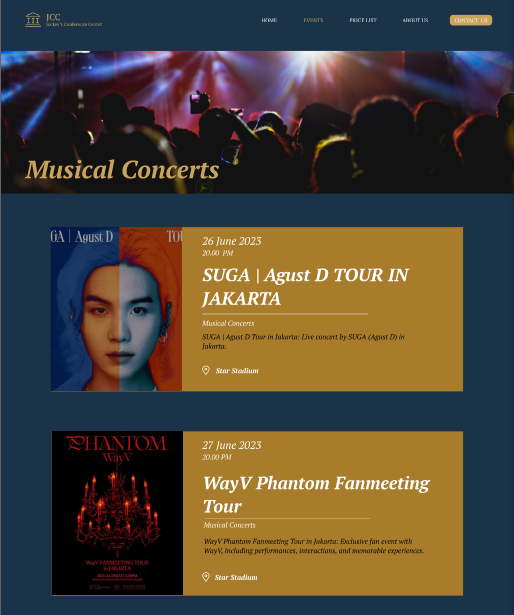 JCC
HOME
EVENTS
PRICE LIST
ABOUT US
CONTACT US
Musical Concerts
GA | Agust D
TOU
26 June 2023
20.00 PM
SUGA | Agust D TOUR IN
JAKARTA
Musical Concerts
SUGA | Agust D Tour in Jakarta: Live concert by SUGA (Agust D) in
Jakarta.
Star Stadium
PHANTOM
WayV
WayV FANMEETING TOUR
in JAKARTA
27 June 2023
20.00 PM
WayV Phantom Fanmeeting
Tour
Musical Concerts
WayV Phantom Fanmeeting Tour in Jakarta: Exclusive fan event with
WayV, including performances, interactions, and memorable experiences.
Star Stadium